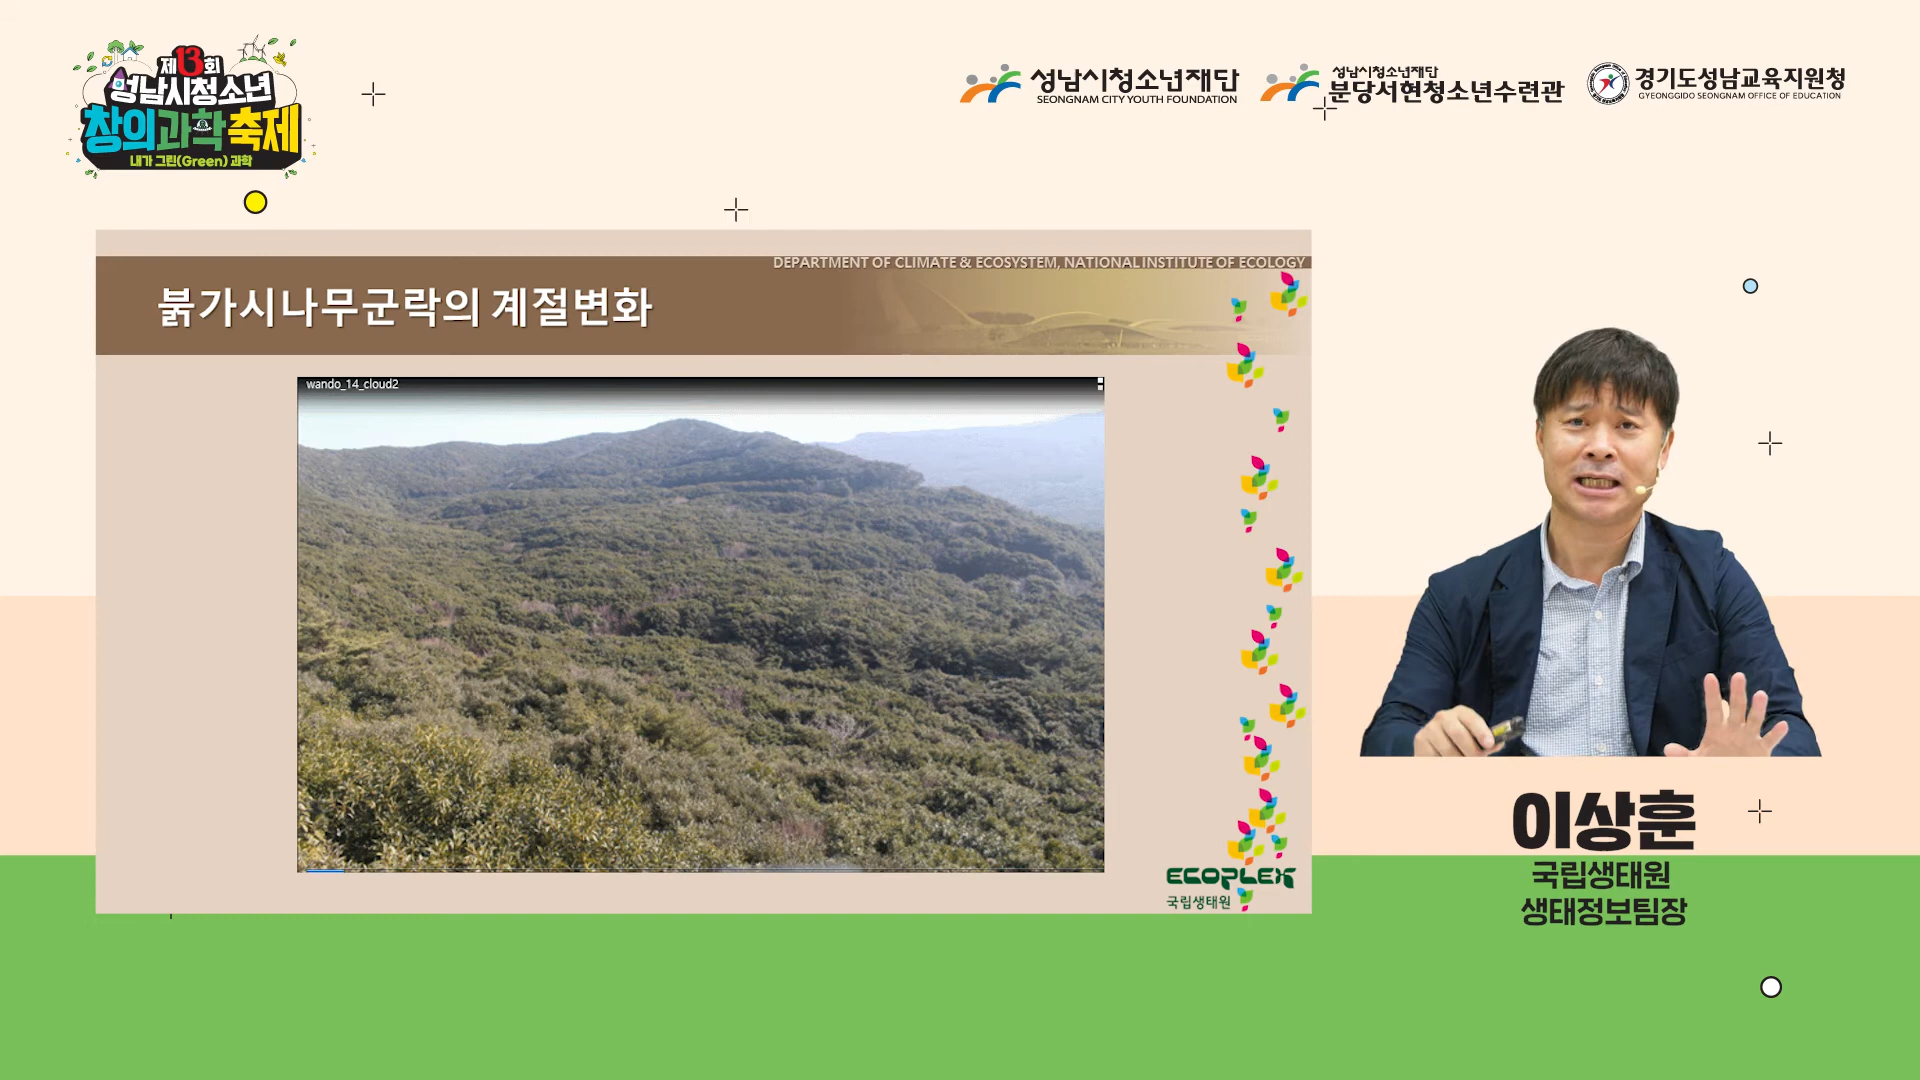 제13회
성남시청소년
창의과학축제
내가 그린(Green) 과학
성남시청소년재단
SEONGNAM CITY YOUTH FOUNDATION
성남시청소년재단
분당서현청소년수련관
경기도성남교육지원청
GYEONGGIDO SEONGNAM OFFICE OF EDUCATION
DEPARTMENT OF CLIMATE & ECOSYSTEM, NATIONAL INSTITUTE OF ECOLOGY
붉가시나무군락의 계절변화
wando_14_cloud2
ECOPLEX
국립생태원
이상훈
국립생태원
생태정보팀장